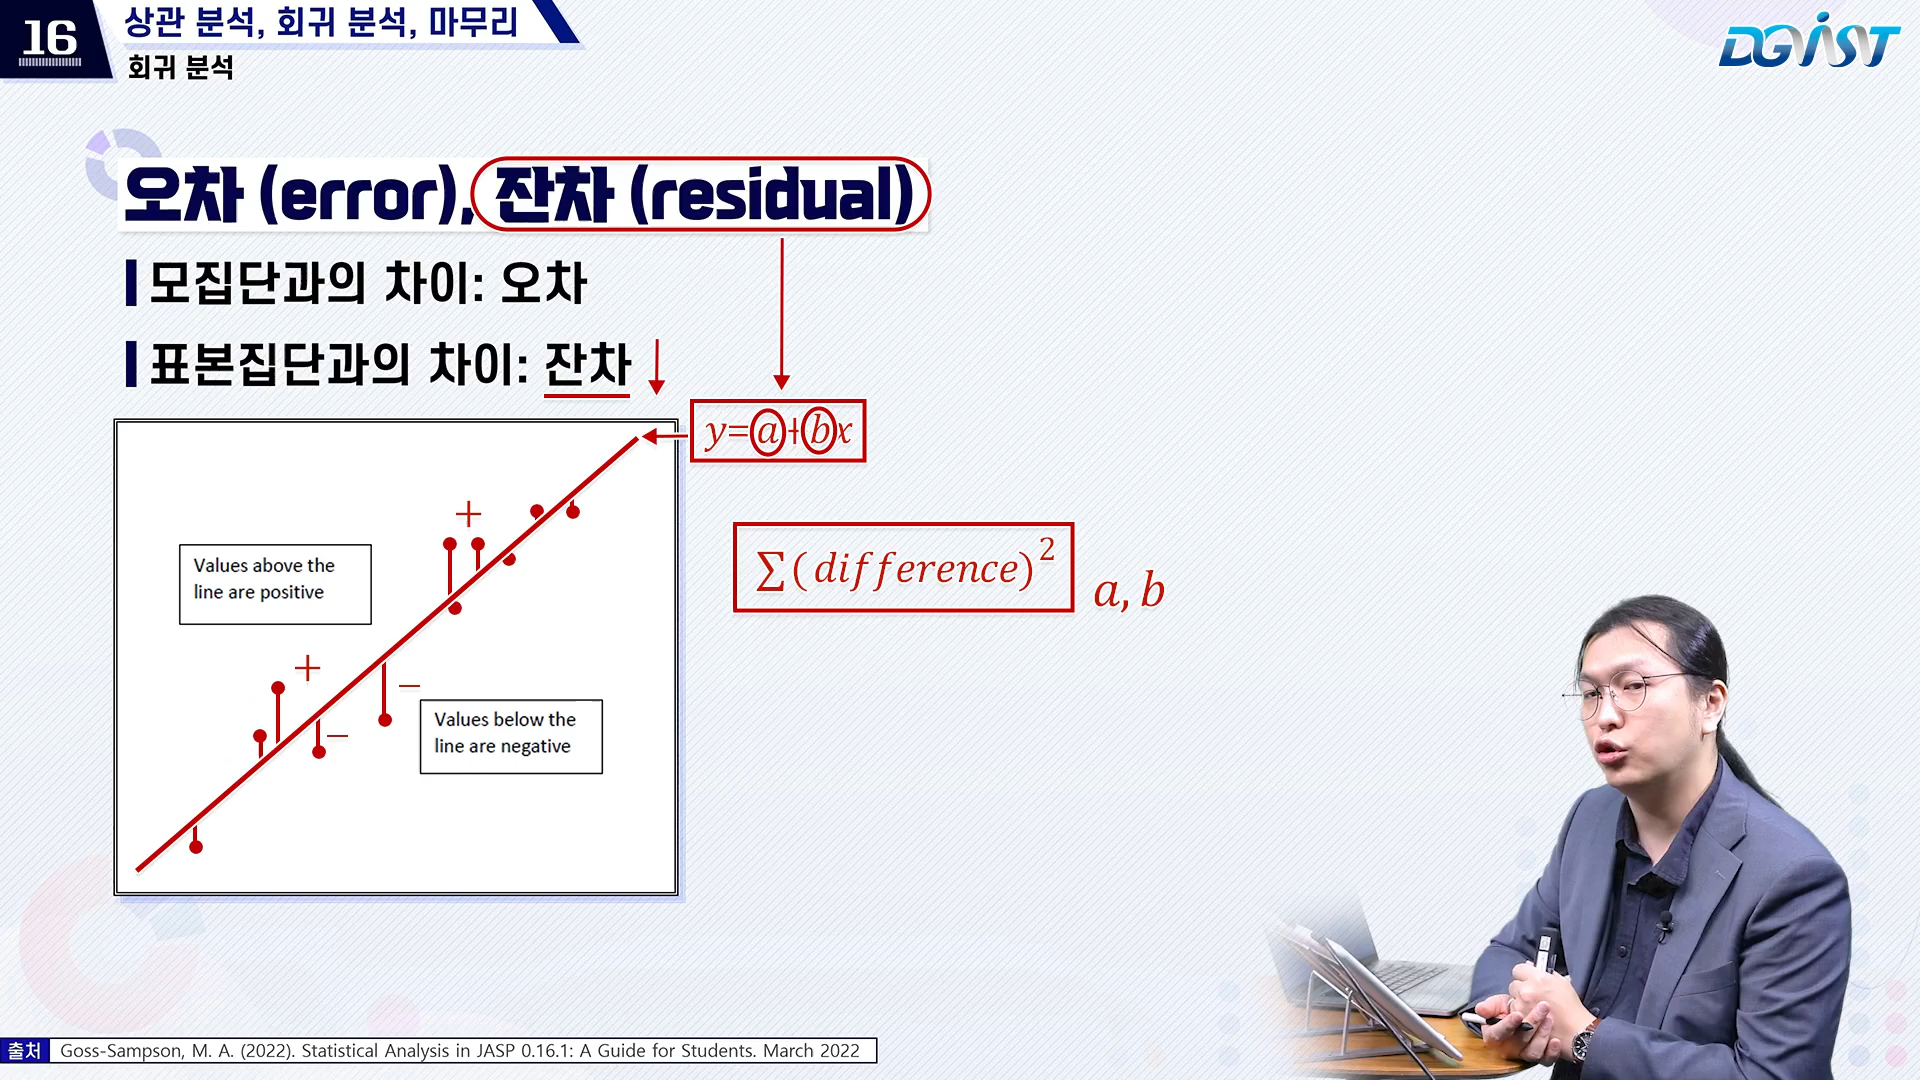 16
상관 분석, 회귀 분석, 마무리
회귀 분석
DGIST
오차 (error), 잔차 (residual)
모집단과의 차이: 오차
표본집단과의 차이: 잔차
y=a+bx
+
Values above the
line are positive
∑(difference)²
a, b
+
−
−
Values below the
line are negative
출처 Goss-Sampson, M. A. (2022). Statistical Analysis in JASP 0.16.1: A Guide for Students. March 2022